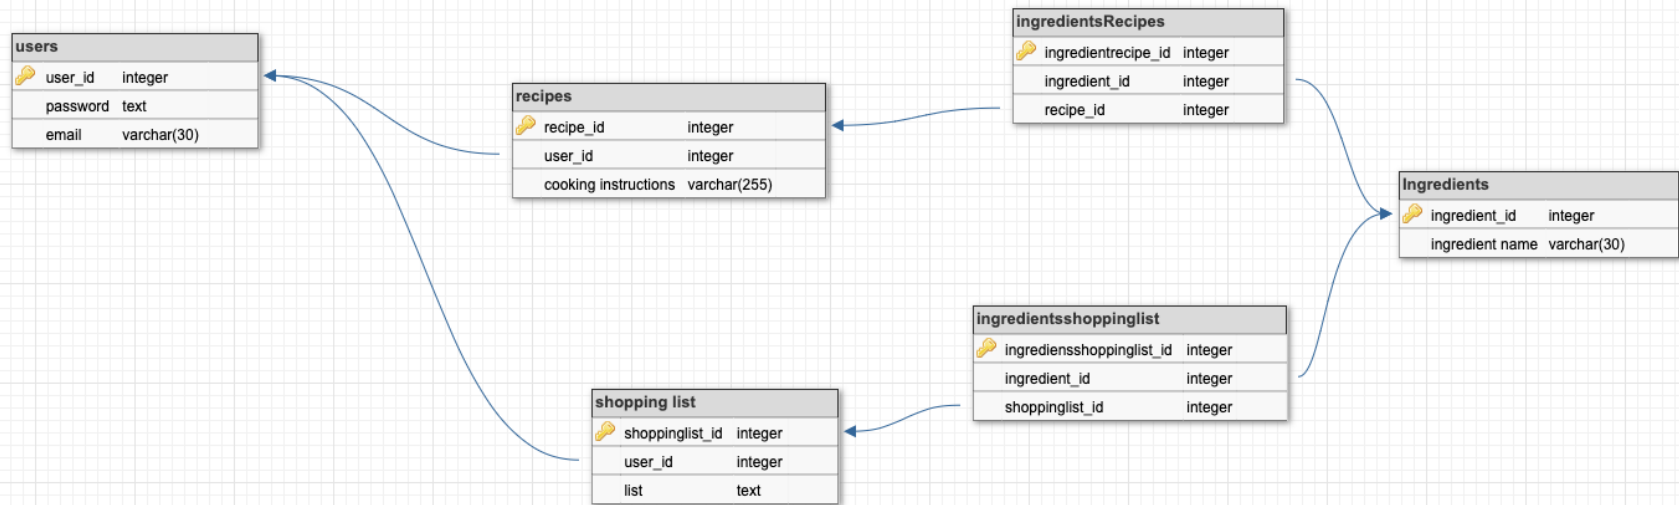 users
user_id integer
password text
email varchar(30)
recipes
recipe_id integer
user_id integer
cooking instructions varchar(255)
ingredientsRecipes
ingredientrecipe_id integer
ingredient_id integer
recipe_id integer
Ingredients
ingredient_id integer
ingredient name varchar(30)
ingredientsshoppinglist
ingrediensshoppinglist_id integer
ingredient_id integer
shoppinglist_id integer
shopping list
shoppinglist_id integer
user_id integer
list text